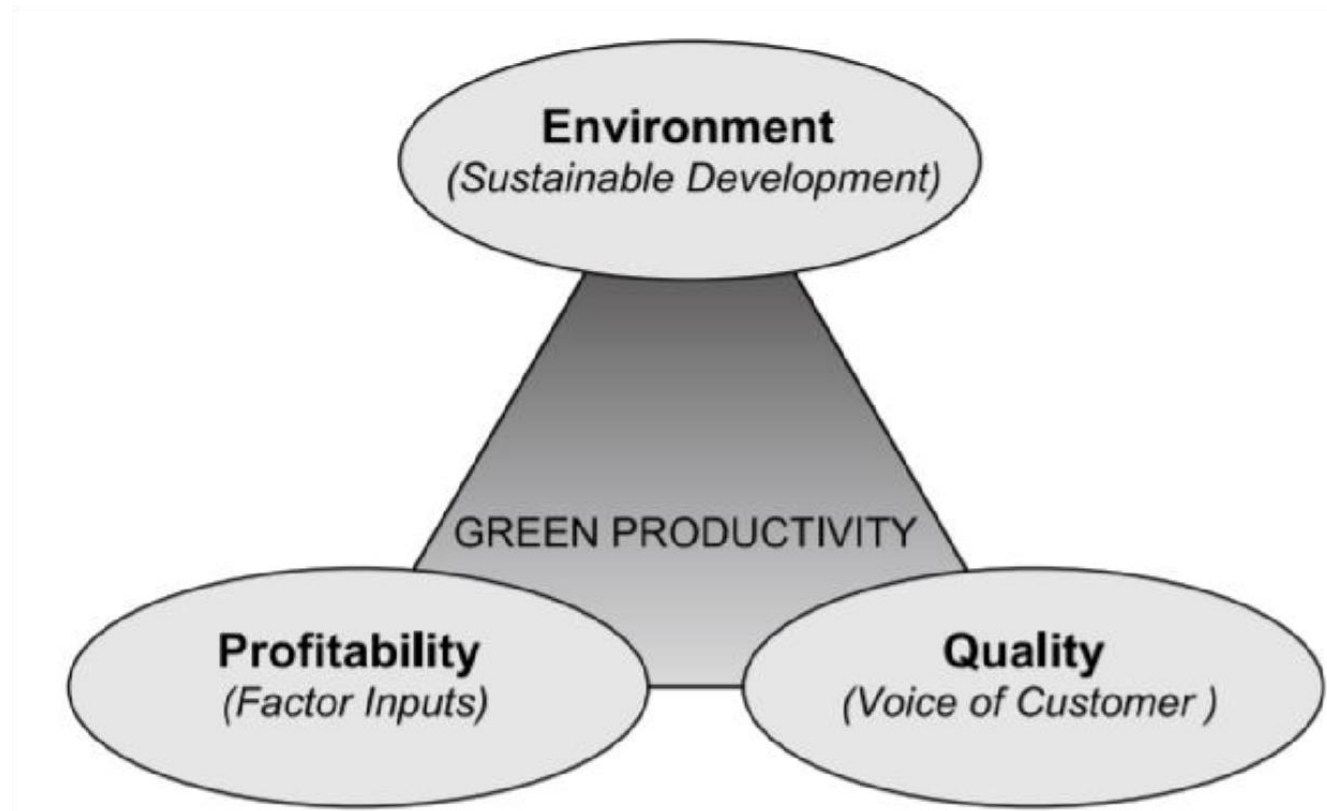 Environment
(Sustainable Development)
GREEN PRODUCTIVITY
Profitability
(Factor Inputs)
Quality
(Voice of Customer )